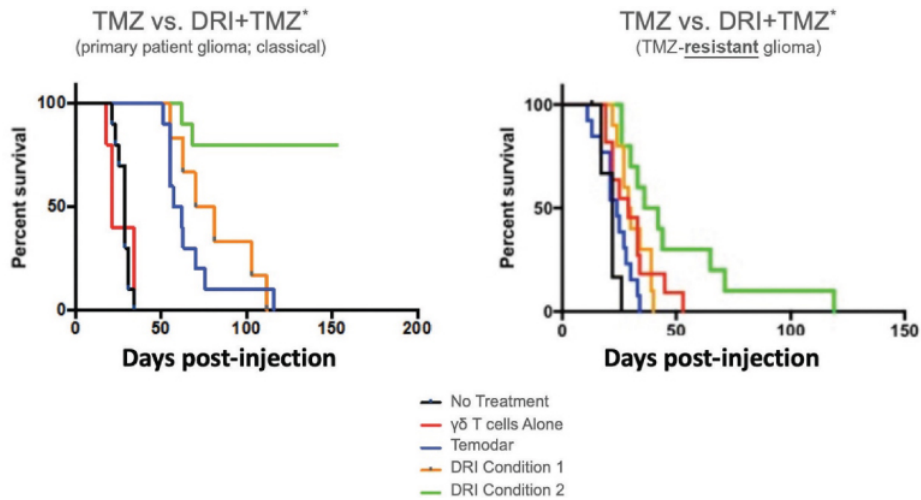 TMZ vs. DRI+TMZ*
(primary patient glioma; classical)
100
50
0
Percent survival
0 50 100 150 200
Days post-injection
TMZ vs. DRI+TMZ*
(TMZ-resistant glioma)
100
50
0
Percent survival
0 50 100 150
Days post-injection
No Treatment
γδ T cells Alone
Temodar
DRI Condition 1
DRI Condition 2